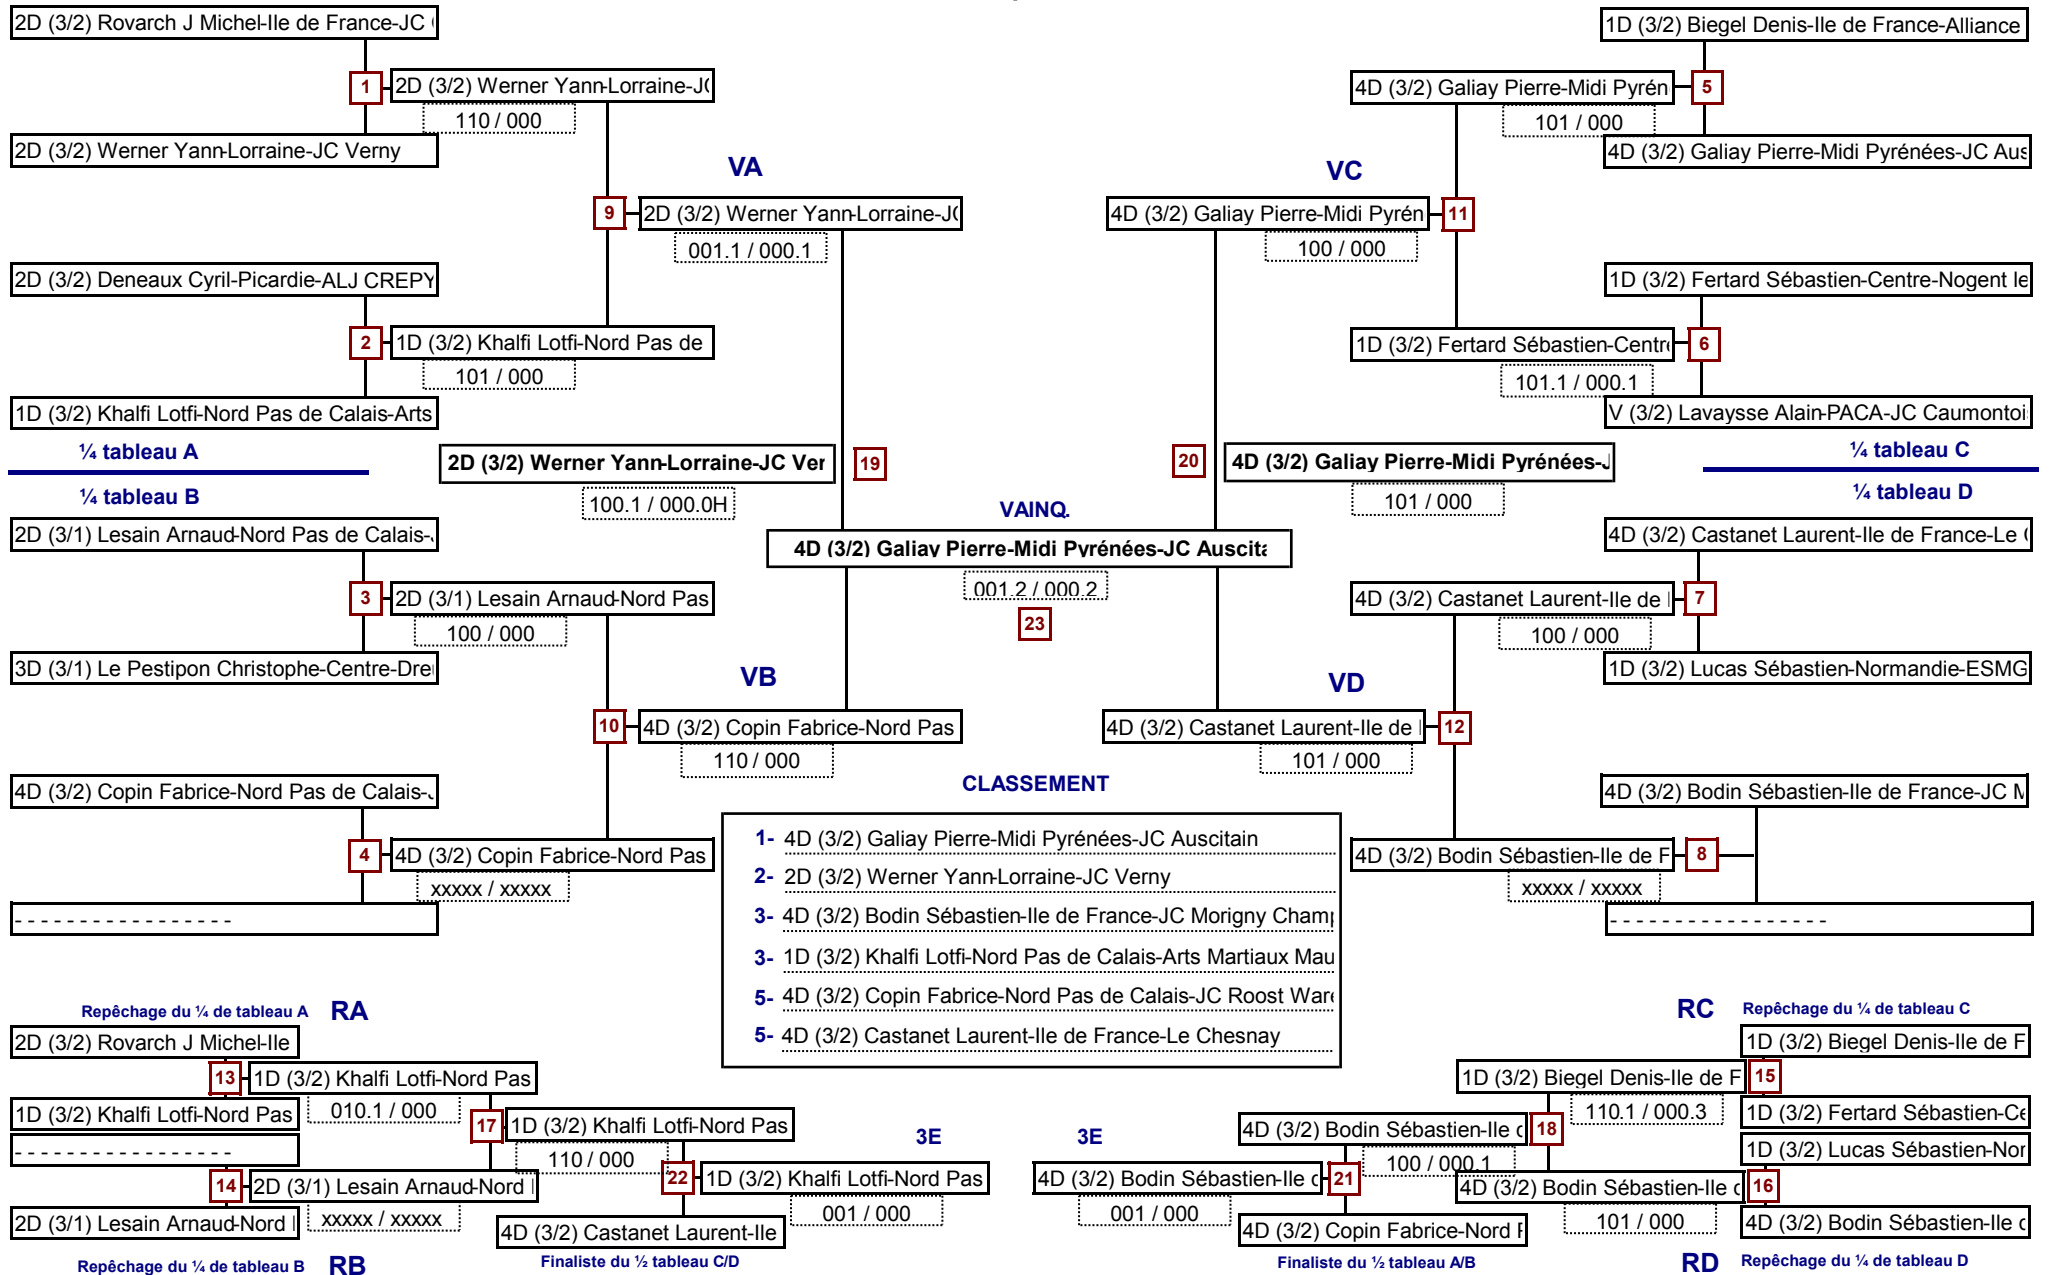 2D (3/2) Rovarch J Michel-Ile de France-JC
1D (3/2) Biegel Denis-Ile de France-Alliance
1
2D (3/2) Werner Yann-Lorraine-J
4D (3/2) Galiay Pierre-Midi Pyrén
5
110 / 000
101 / 000
2D (3/2) Werner Yann-Lorraine-JC Verny
4D (3/2) Galiay Pierre-Midi Pyrénées-JC Aus
VA
VC
9
2D (3/2) Werner Yann-Lorraine-J
4D (3/2) Galiay Pierre-Midi Pyrén
11
001.1 / 000.1
100 / 000
2D (3/2) Deneaux Cyril-Picardie-ALJ CREPY
1D (3/2) Fertard Sébastien-Centre-Nogent le
2
1D (3/2) Khalfi Lotfi-Nord Pas de
1D (3/2) Fertard Sébastien-Centr
6
101 / 000
101.1 / 000.1
1D (3/2) Khalfi Lotfi-Nord Pas de Calais-Arts
V (3/2) Lavaysse Alain-PACA-JC Caumontoi
¼ tableau A
2D (3/2) Werner Yann-Lorraine-JC Ver
19
20
4D (3/2) Galiay Pierre-Midi Pyrénées-J
¼ tableau C
¼ tableau B
100.1 / 000.0H
101 / 000
¼ tableau D
VAINQ.
2D (3/1) Lesain Arnaud-Nord Pas de Calais-
4D (3/2) Castanet Laurent-Ile de France-Le
4D (3/2) Galiay Pierre-Midi Pyrénées-JC Auscita
3
2D (3/1) Lesain Arnaud-Nord Pas
001.2 / 000.2
4D (3/2) Castanet Laurent-Ile de
7
100 / 000
23
100 / 000
3D (3/1) Le Pestipon Christophe-Centre-Dre
1D (3/2) Lucas Sébastien-Normandie-ESMG
VB
VD
10
4D (3/2) Copin Fabrice-Nord Pas
4D (3/2) Castanet Laurent-Ile de
12
110 / 000
101 / 000
4D (3/2) Copin Fabrice-Nord Pas de Calais-
CLASSEMENT
4D (3/2) Bodin Sébastien-Ile de France-JC M
1- 4D (3/2) Galiay Pierre-Midi Pyrénées-JC Auscitain
4
4D (3/2) Copin Fabrice-Nord Pas
4D (3/2) Bodin Sébastien-Ile de F
8
2- 2D (3/2) Werner Yann-Lorraine-JC Verny
xxxxx / xxxxx
xxxxx / xxxxx
3- 4D (3/2) Bodin Sébastien-Ile de France-JC Morigny Champ
- - - - - - - - - - - - - - - - -
- - - - - - - - - - - - - - - - -
3- 1D (3/2) Khalfi Lotfi-Nord Pas de Calais-Arts Martiaux Mau
5- 4D (3/2) Copin Fabrice-Nord Pas de Calais-JC Roost Ware
5- 4D (3/2) Castanet Laurent-Ile de France-Le Chesnay
Repêchage du ¼ de tableau A RA
RC Repêchage du ¼ de tableau C
2D (3/2) Rovarch J Michel-Ile
1D (3/2) Biegel Denis-Ile de F
13
1D (3/2) Khalfi Lotfi-Nord Pas
1D (3/2) Biegel Denis-Ile de F
15
1D (3/2) Khalfi Lotfi-Nord Pas
010.1 / 000
110.1 / 000.3
1D (3/2) Fertard Sébastien-Ce
17
1D (3/2) Khalfi Lotfi-Nord Pas
3E
3E
4D (3/2) Bodin Sébastien-Ile
18
- - - - - - - - - - - - - - - - -
1D (3/2) Lucas Sébastien-Nor
110 / 000
100 / 000.1
14
2D (3/1) Lesain Arnaud-Nord
22
1D (3/2) Khalfi Lotfi-Nord Pas
4D (3/2) Bodin Sébastien-Ile
21
4D (3/2) Bodin Sébastien-Ile
16
2D (3/1) Lesain Arnaud-Nord
xxxxx / xxxxx
001 / 000
001 / 000
101 / 000
4D (3/2) Bodin Sébastien-Ile
4D (3/2) Castanet Laurent-Ile
4D (3/2) Copin Fabrice-Nord
Repêchage du ¼ de tableau B RB
Finaliste du ½ tableau C/D
Finaliste du ½ tableau A/B
RD Repêchage du ¼ de tableau D